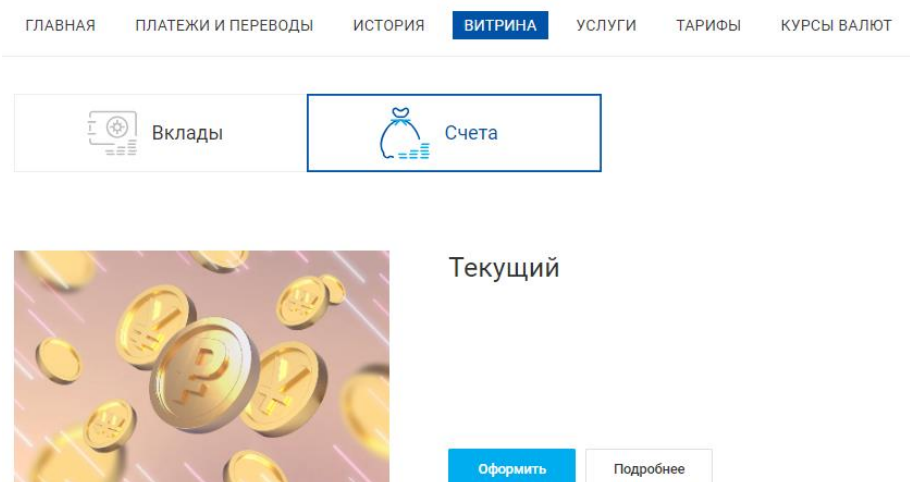 ГЛАВНАЯ ПЛАТЕЖИ И ПЕРЕВОДЫ ИСТОРИЯ ВИТРИНА УСЛУГИ ТАРИФЫ КУРСЫ ВАЛЮТ
Вклады Счета
Текущий
Оформить Подробнее